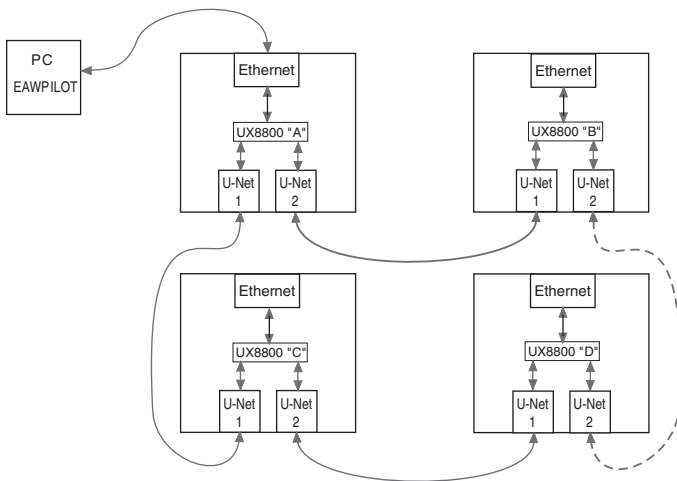 PC
EAWPILOT
Ethernet
UX8800 "A"
U-Net
1
U-Net
2
Ethernet
UX8800 "B"
U-Net
1
U-Net
2
Ethernet
UX8800 "C"
U-Net
1
U-Net
2
Ethernet
UX8800 "D"
U-Net
1
U-Net
2